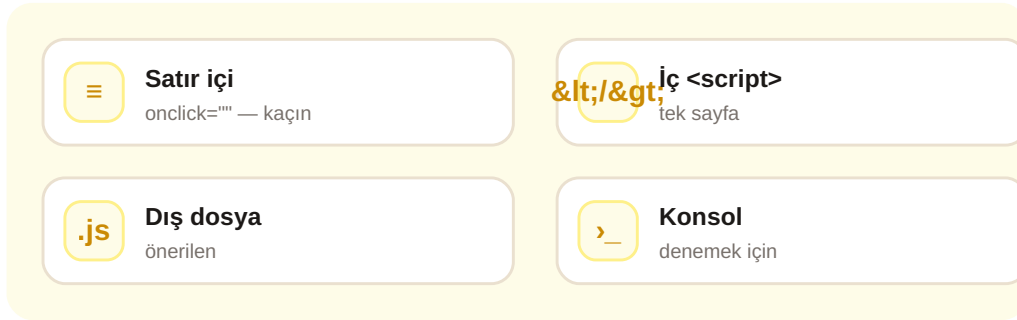 ≡
Satır içi
onclick="" — kaçın
&lt;/&gt;
İç <script>
tek sayfa
.js
Dış dosya
önerilen
›_
Konsol
denemek için